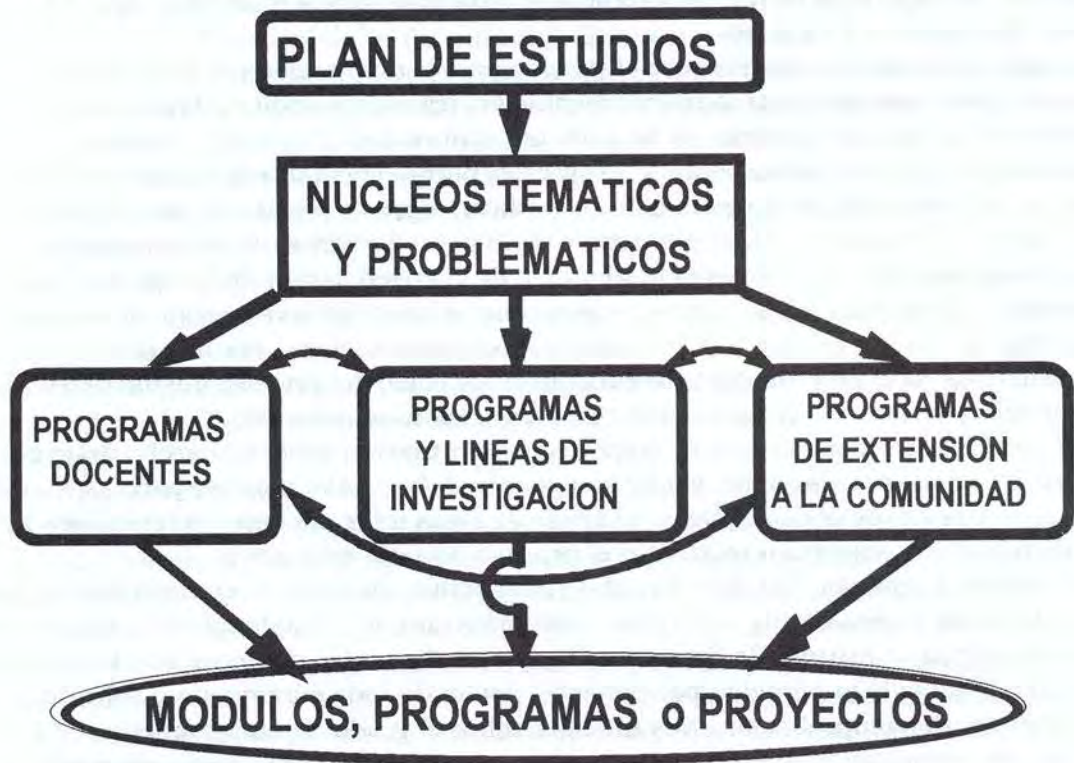 PLAN DE ESTUDIOS
NUCLEOS TEMATICOS
Y PROBLEMATICOS
PROGRAMAS
DOCENTES
PROGRAMAS
Y LINEAS DE
INVESTIGACION
PROGRAMAS
DE EXTENSION
A LA COMUNIDAD
MODULOS, PROGRAMAS o PROYECTOS